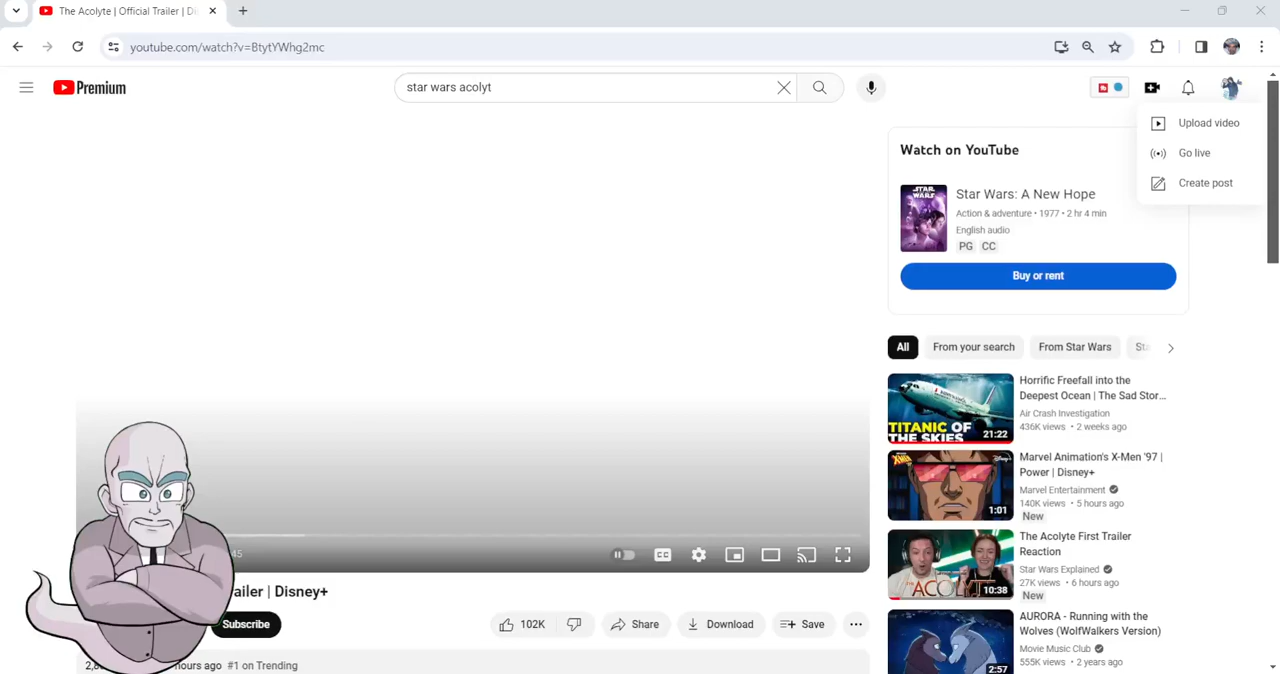 The Acolyte | Official Trailer | Di
youtube.com/watch?v=BtytYWhg2mc
Premium
star wars acolyt
Upload video
Go live
Create post
Watch on YouTube
STAR WARS
Star Wars: A New Hope
Action & adventure • 1977 • 2 hr 4 min
English audio
PG CC
Buy or rent
All
From your search
From Star Wars
Sta
TITANIC OF
THE SKIES
21:22
Horrific Freefall into the
Deepest Ocean | The Sad Stor...
Air Crash Investigation
436K views • 2 weeks ago
1:01
Marvel Animation's X-Men '97 |
Power | Disney+
Marvel Entertainment
140K views • 5 hours ago
New
ACOLYT
10:38
The Acolyte First Trailer
Reaction
Star Wars Explained
27K views • 6 hours ago
New
2:57
AURORA - Running with the
Wolves (WolfWalkers Version)
Movie Music Club
555K views • 2 years ago
45
CC
ailer | Disney+
Subscribe
102K
Share
Download
Save
hours ago #1 on Trending